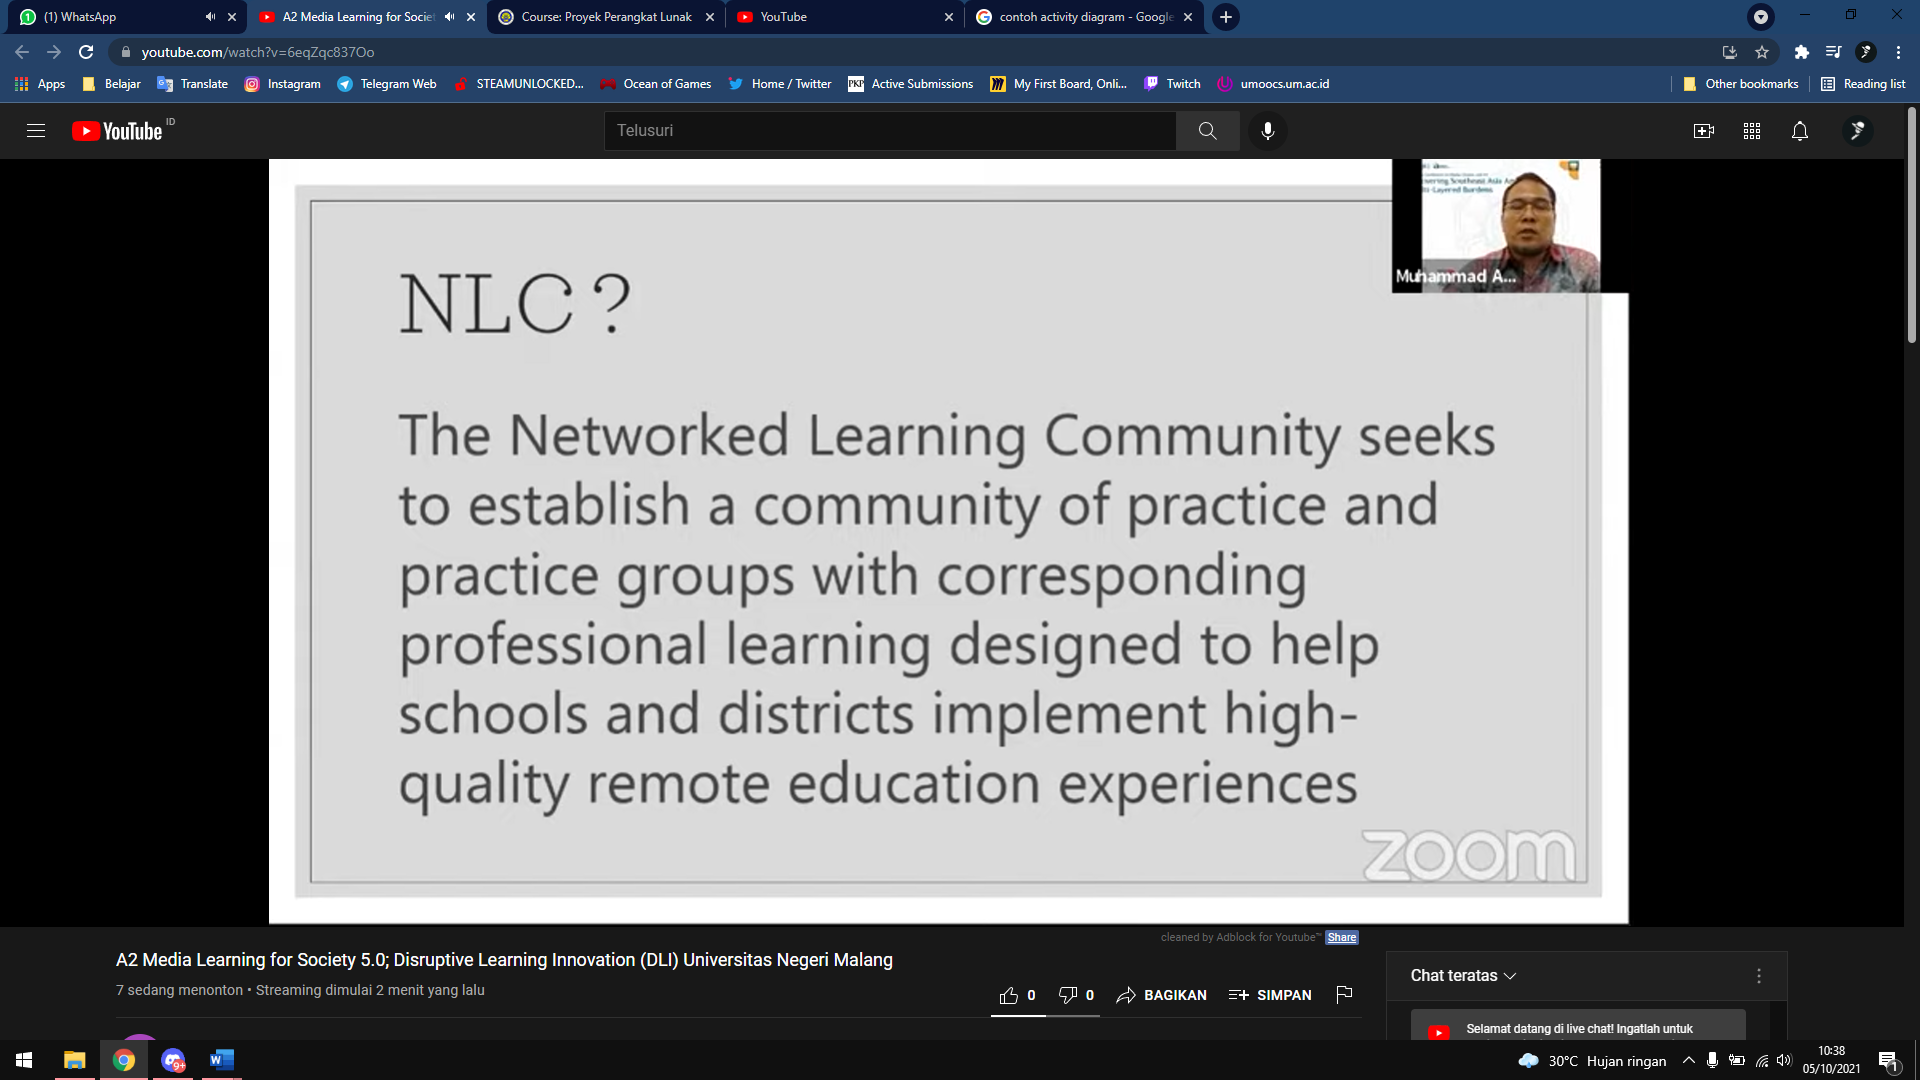 (1) WhatsApp
A2 Media Learning for Societ
Course: Proyek Perangkat Lunak
YouTube
contoh activity diagram - Google
youtube.com/watch?v=6eqZqc837Oo
Apps
Belajar
Translate
Instagram
Telegram Web
STEAMUNLOCKED...
Ocean of Games
Home / Twitter
PKP
Active Submissions
My First Board, Onli...
Twitch
umoocs.um.ac.id
Other bookmarks
Reading list
YouTube ID
Telusuri
Muhammad A...
NLC ?
The Networked Learning Community seeks
to establish a community of practice and
practice groups with corresponding
professional learning designed to help
schools and districts implement high-
quality remote education experiences
zoom
cleaned by Adblock for Youtube™ Share
A2 Media Learning for Society 5.0; Disruptive Learning Innovation (DLI) Universitas Negeri Malang
7 sedang menonton • Streaming dimulai 2 menit yang lalu
0
0
BAGIKAN
SIMPAN
Chat teratas
Selamat datang di live chat! Ingatlah untuk
9+
30°C Hujan ringan
10:38
05/10/2021
1